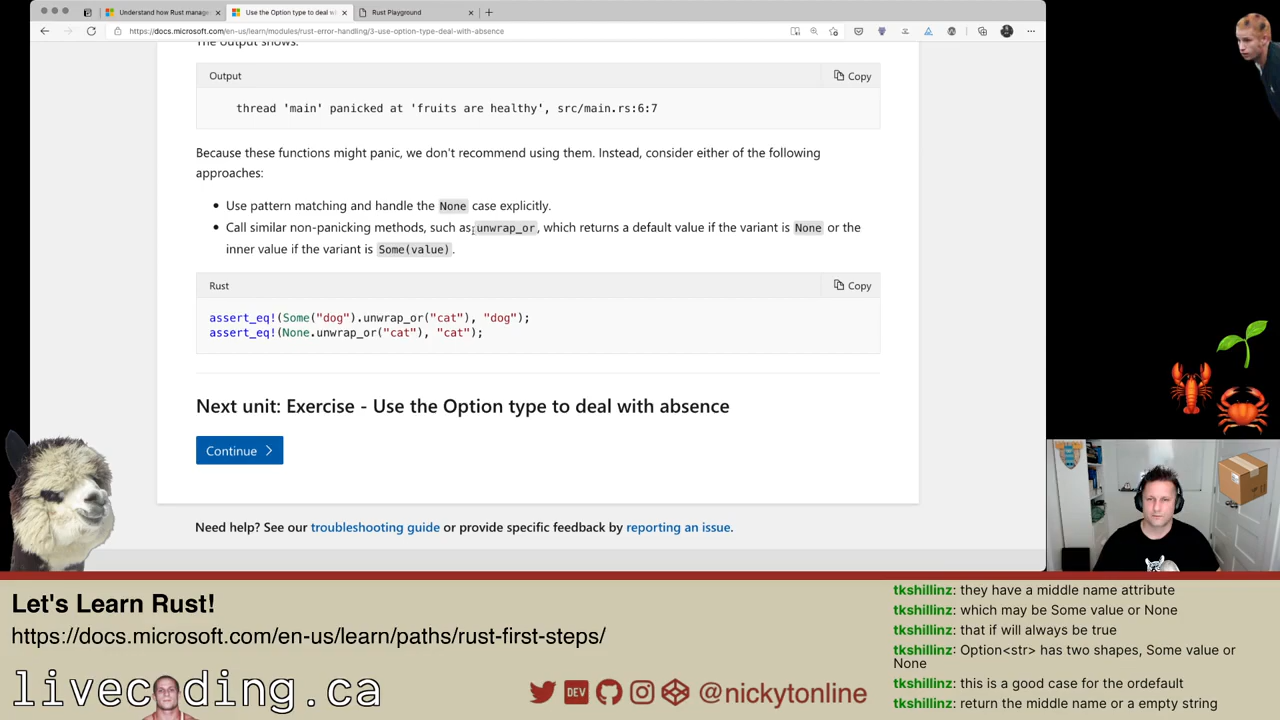 Understand how Rust manage
Use the Option type to deal wi
Rust Playground
https://docs.microsoft.com/en-us/learn/modules/rust-error-handling/3-use-option-type-deal-with-absence
The output shows:
Output
Copy
thread 'main' panicked at 'fruits are healthy', src/main.rs:6:7
Because these functions might panic, we don't recommend using them. Instead, consider either of the following
approaches:
Use pattern matching and handle the None case explicitly.
Call similar non-panicking methods, such as unwrap_or, which returns a default value if the variant is None or the
inner value if the variant is Some(value).
Rust
Copy
assert_eq!(Some("dog").unwrap_or("cat"), "dog");
assert_eq!(None.unwrap_or("cat"), "cat");
Next unit: Exercise - Use the Option type to deal with absence
Continue
Need help? See our troubleshooting guide or provide specific feedback by reporting an issue.
Let's Learn Rust!
https://docs.microsoft.com/en-us/learn/paths/rust-first-steps/
livecoding.ca
DEV
@nickytonline
tkshillinz: they have a middle name attribute
tkshillinz: which may be Some value or None
tkshillinz: that if will always be true
tkshillinz: Option<str> has two shapes, Some value or
None
tkshillinz: this is a good case for the ordefault
tkshillinz: return the middle name or a empty string